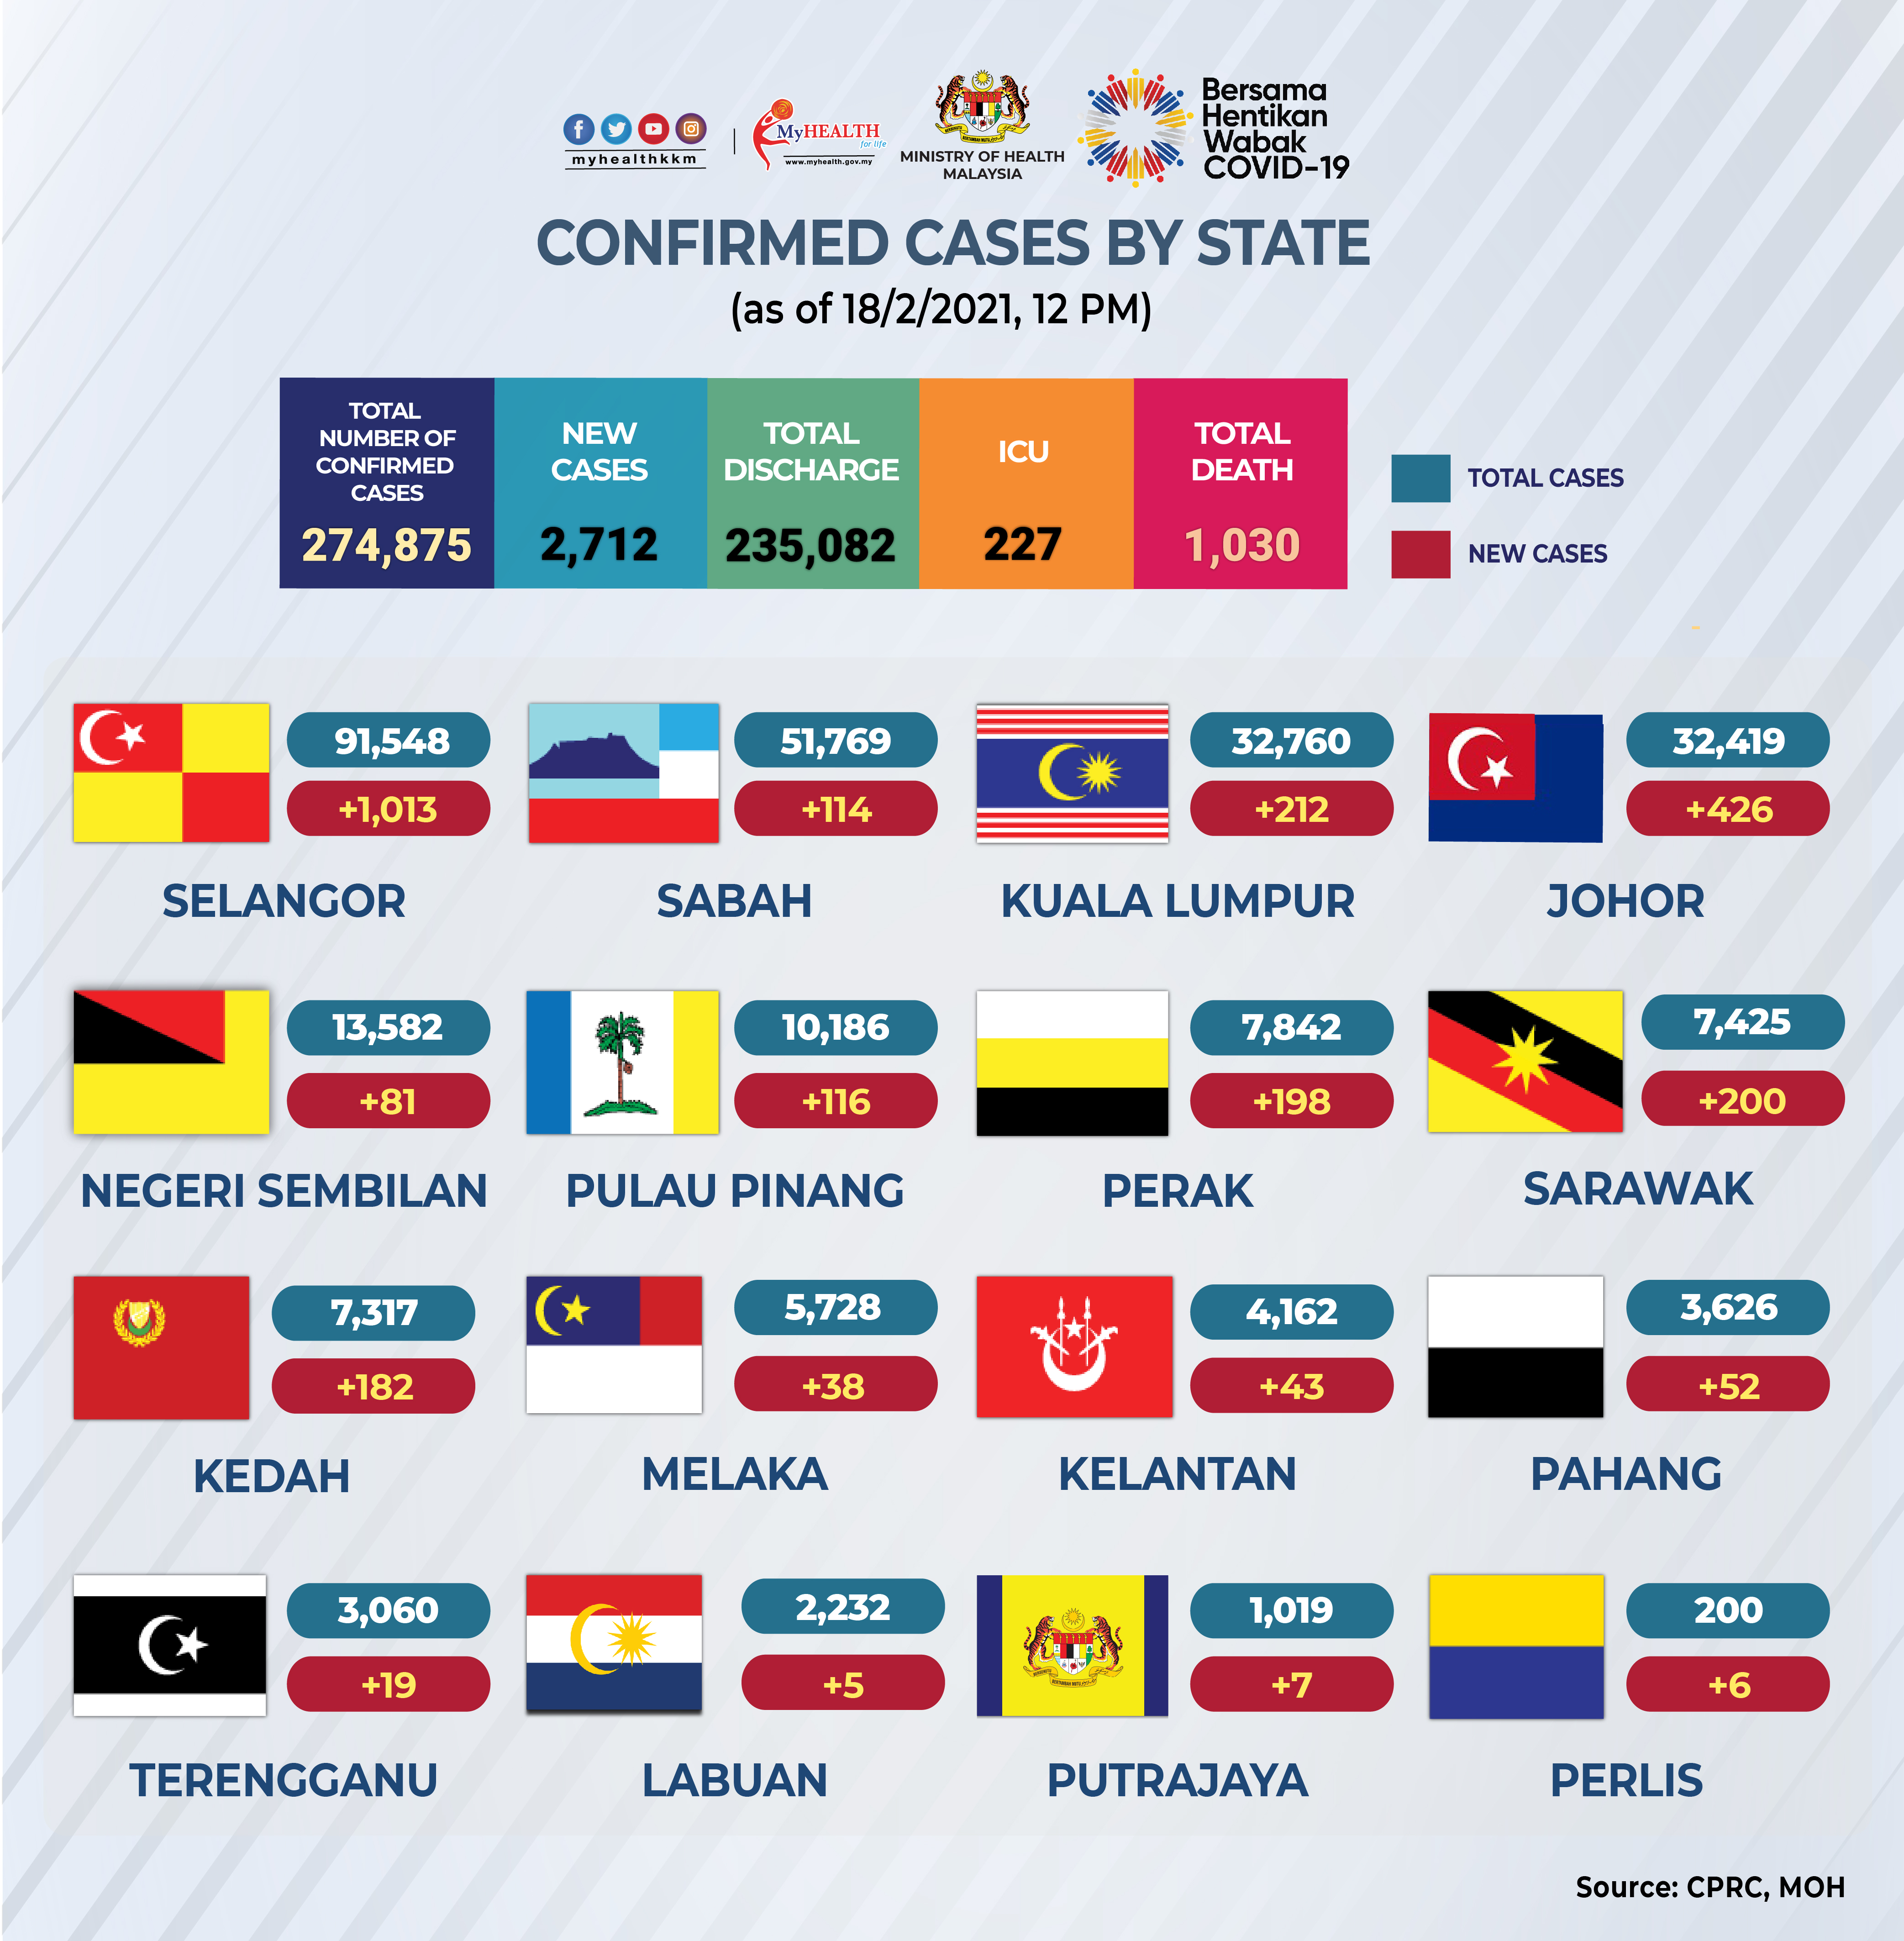 myhealthkkm
MyHEALTH
for life
www.myhealth.gov.my
MINISTRY OF HEALTH
MALAYSIA
Bersama
Hentikan
Wabak
COVID-19
CONFIRMED CASES BY STATE
(as of 18/2/2021, 12 PM)
TOTAL
NUMBER OF
CONFIRMED
CASES
274,875
NEW
CASES
2,712
TOTAL
DISCHARGE
235,082
ICU
227
TOTAL
DEATH
1,030
TOTAL CASES
NEW CASES
91,548
+1,013
SELANGOR
51,769
+114
SABAH
32,760
+212
KUALA LUMPUR
32,419
+426
JOHOR
13,582
+81
NEGERI SEMBILAN
10,186
+116
PULAU PINANG
7,842
+198
PERAK
7,425
+200
SARAWAK
7,317
+182
KEDAH
5,728
+38
MELAKA
4,162
+43
KELANTAN
3,626
+52
PAHANG
3,060
+19
TERENGGANU
2,232
+5
LABUAN
1,019
+7
PUTRAJAYA
200
+6
PERLIS
Source: CPRC, MOH